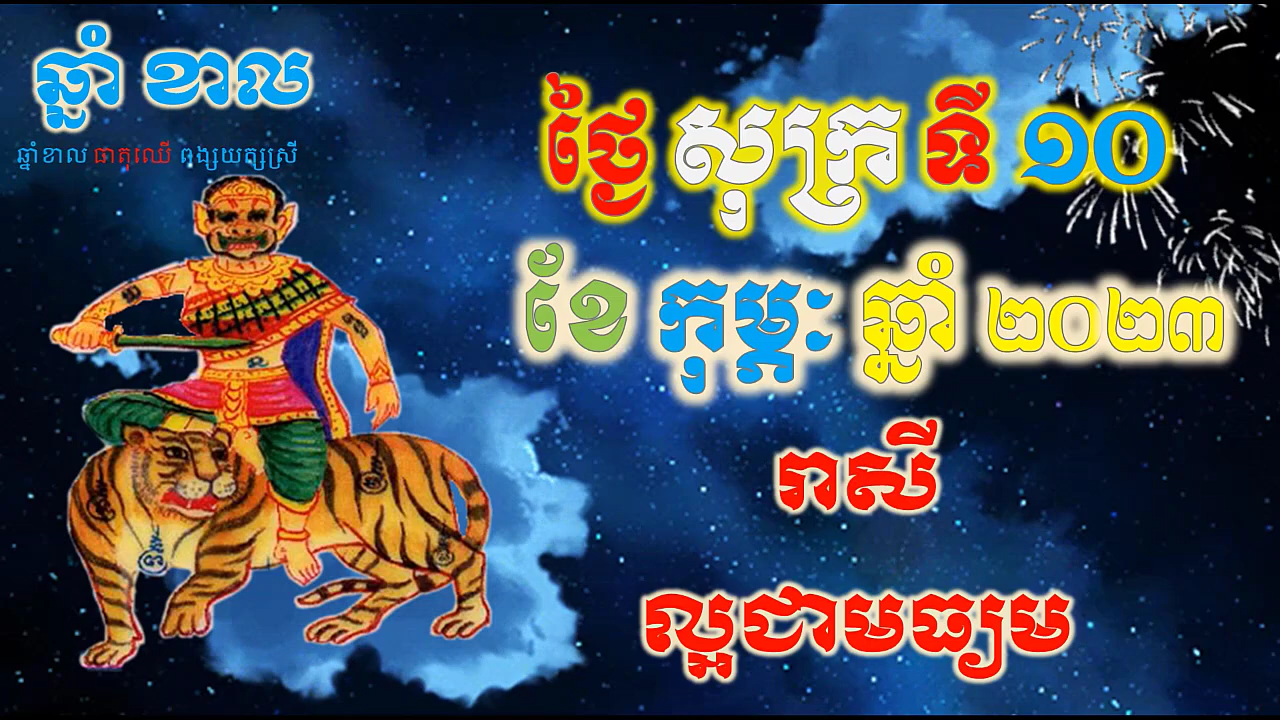 ឆ្នាំ ខាល
ឆ្នាំខាល ធាតុឈើ ពង្សយត្សស្រី
ថ្ងៃ សុក្រ ទី ១០
ខែ កុម្ភៈ ឆ្នាំ ២០២៣
រាសី
ល្អជាមធ្យម